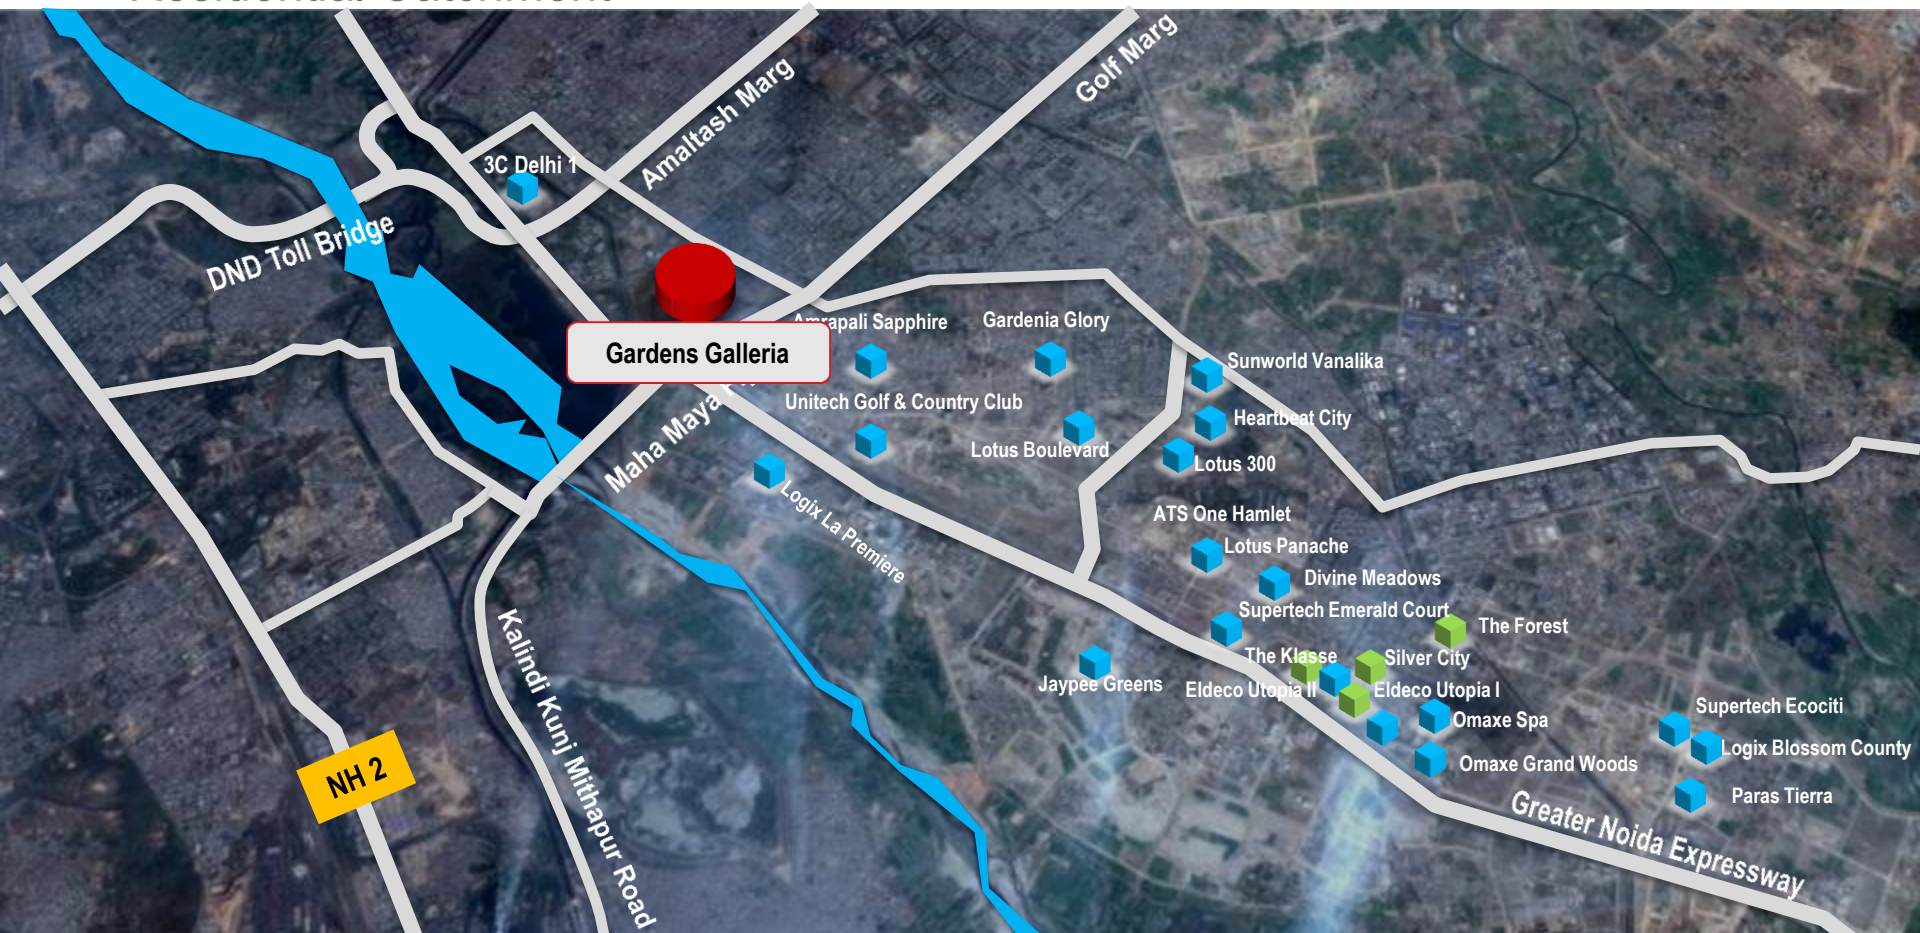 Residential Catchment
Amaltash Marg
Golf Marg
3C Delhi 1
DND Toll Bridge
Amrapali Sapphire
Gardenia Glory
Gardens Galleria
Sunworld Vanalika
Unitech Golf & Country Club
Heartbeat City
Maha Maya
Lotus Boulevard
Lotus 300
Logix La Premiere
ATS One Hamlet
Lotus Panache
Divine Meadows
Supertech Emerald Court
The Forest
The Klasse
Silver City
Jaypee Greens
Eldeco Utopia II
Eldeco Utopia I
Omaxe Spa
Supertech Ecociti
Logix Blossom County
Omaxe Grand Woods
Paras Tierra
NH 2
Kalindi Kunj Mithapur Road
Greater Noida Expressway